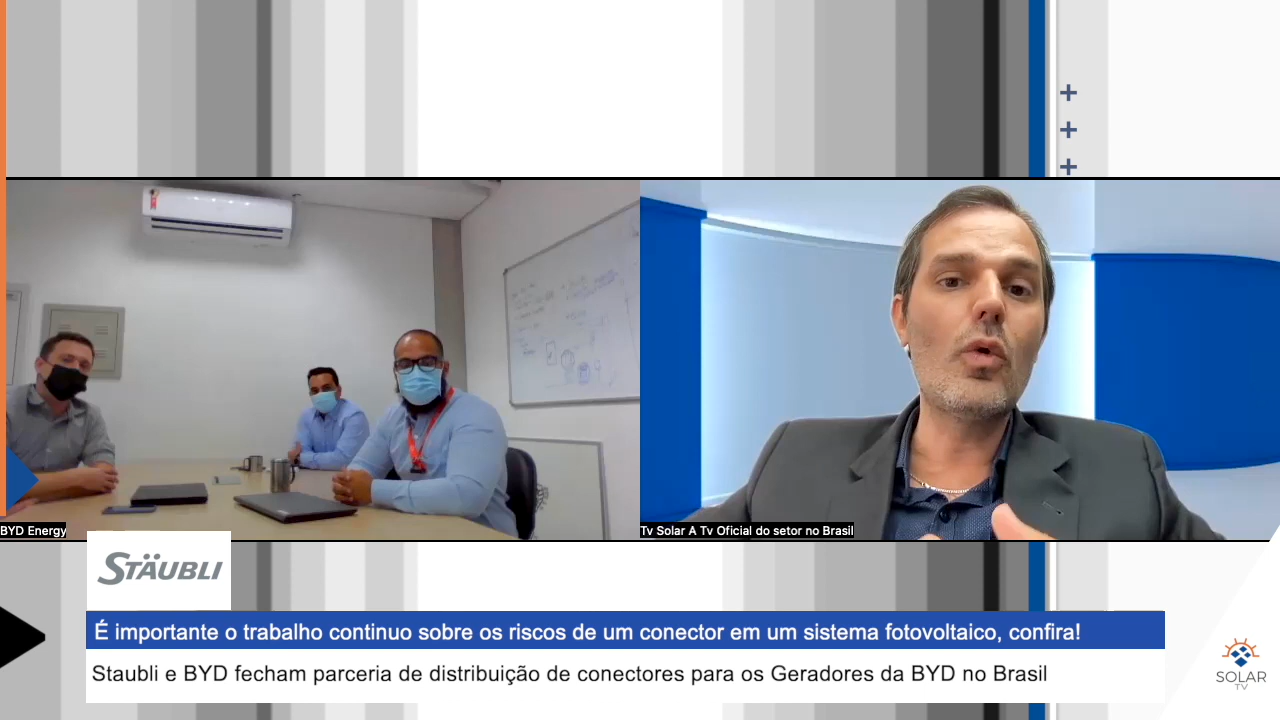 BYD Energy
Tv Solar A Tv Oficial do setor no Brasil
STÄUBLI
É importante o trabalho continuo sobre os riscos de um conector em um sistema fotovoltaico, confira!
Staubli e BYD fecham parceria de distribuição de conectores para os Geradores da BYD no Brasil
SOLAR
TV